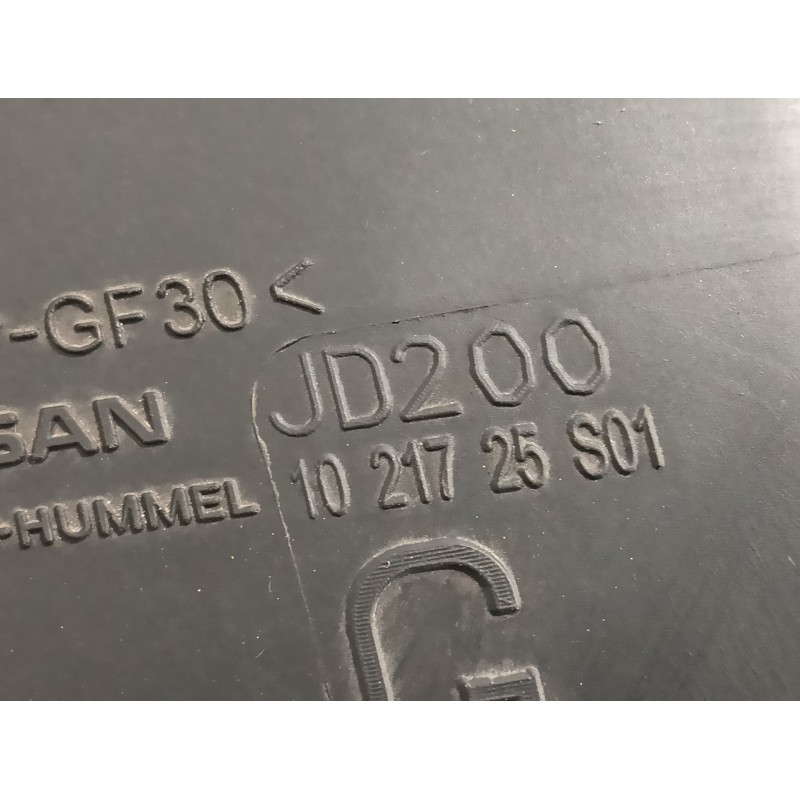 -GF30<
JD200
SAN
10 217 25 S01
-HUMMEL
G